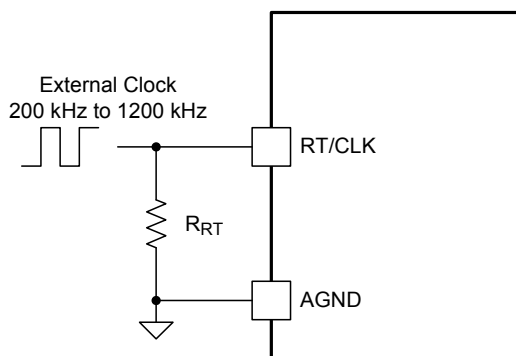 External Clock
200 kHz to 1200 kHz
RT/CLK
RRT
AGND